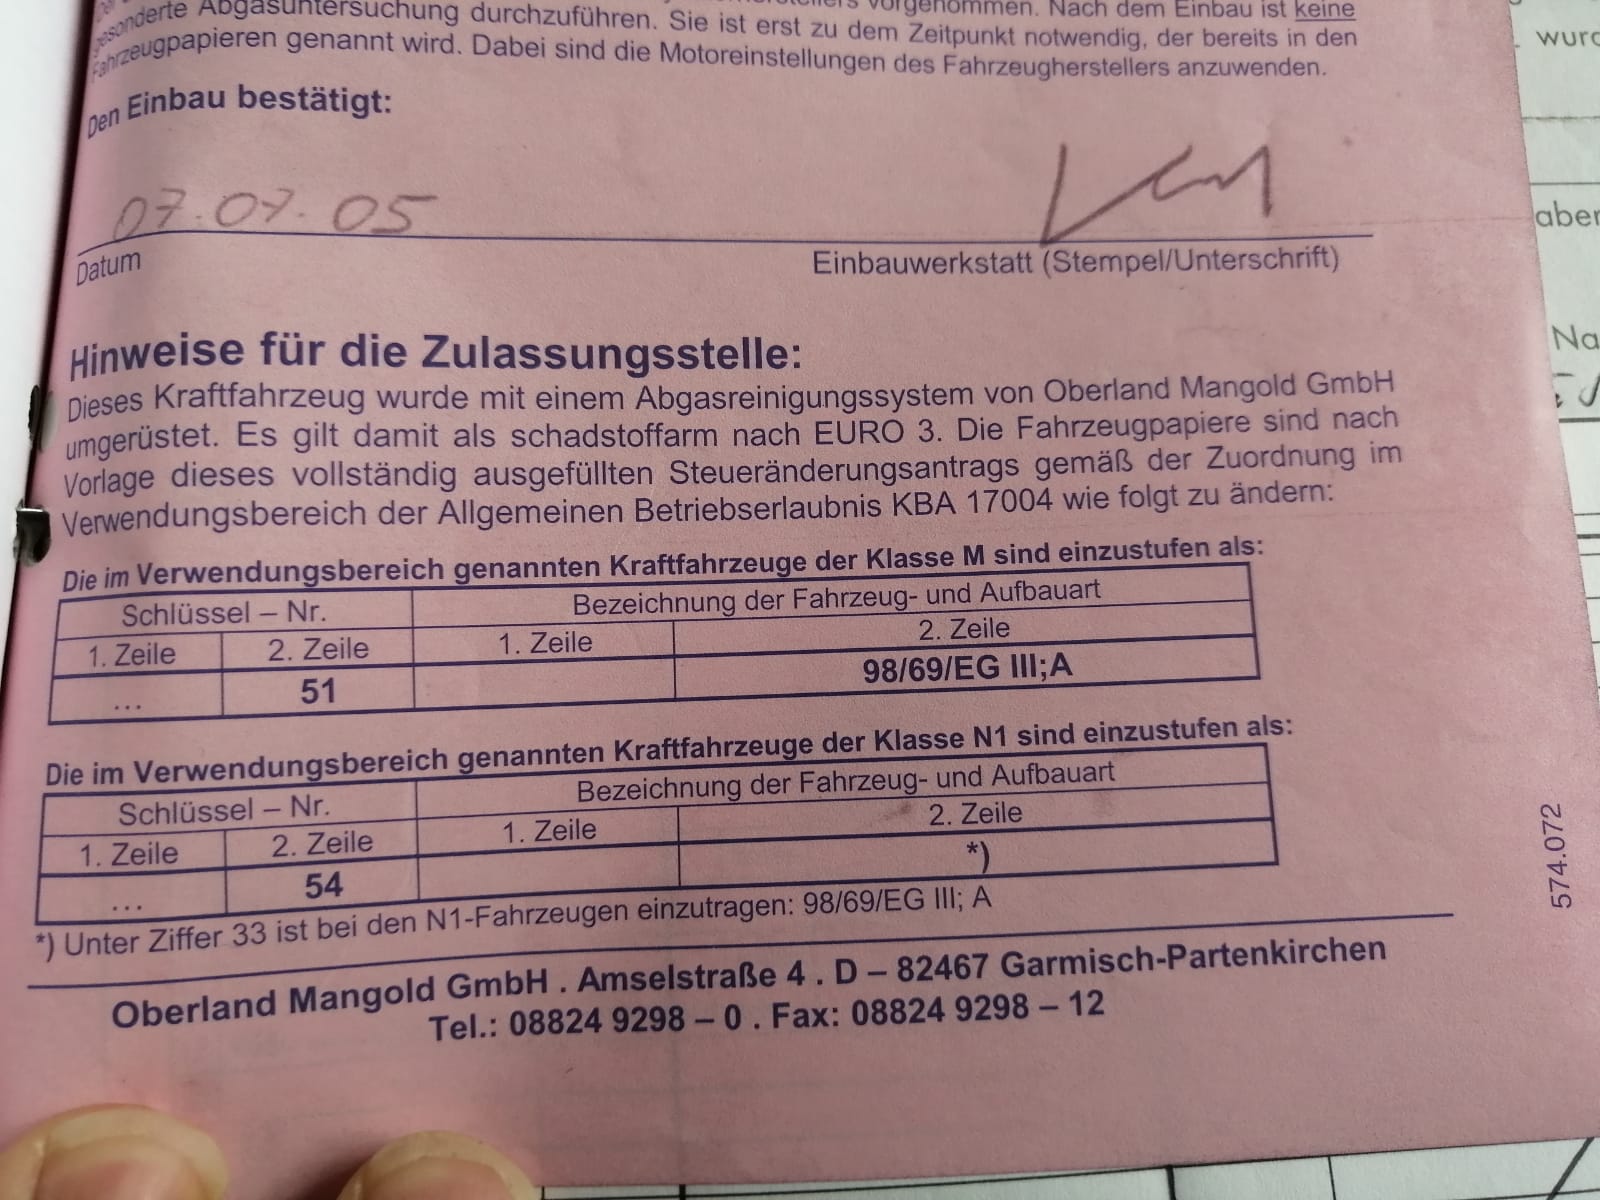 vorgenommen. Nach dem Einbau ist keine
gesonderte Abgasuntersuchung durchzuführen. Sie ist erst zu dem Zeitpunkt notwendig, der bereits in den
Fahrzeugpapieren genannt wird. Dabei sind die Motoreinstellungen des Fahrzeugherstellers anzuwenden.
Den Einbau bestätigt:
07.07.05
Datum
Einbauwerkstatt (Stempel/Unterschrift)
Hinweise für die Zulassungsstelle:
Dieses Kraftfahrzeug wurde mit einem Abgasreinigungssystem von Oberland Mangold GmbH
umgerüstet. Es gilt damit als schadstoffarm nach EURO 3. Die Fahrzeugpapiere sind nach
Vorlage dieses vollständig ausgefüllten Steueränderungsantrags gemäß der Zuordnung im
Verwendungsbereich der Allgemeinen Betriebserlaubnis KBA 17004 wie folgt zu ändern:
Die im Verwendungsbereich genannten Kraftfahrzeuge der Klasse M sind einzustufen als:
Schlüssel – Nr. Bezeichnung der Fahrzeug- und Aufbauart
1. Zeile 2. Zeile 1. Zeile 2. Zeile
... 51 98/69/EG III;A
Die im Verwendungsbereich genannten Kraftfahrzeuge der Klasse N1 sind einzustufen als:
Schlüssel – Nr. Bezeichnung der Fahrzeug- und Aufbauart
1. Zeile 2. Zeile 1. Zeile 2. Zeile
... 54 *)
*) Unter Ziffer 33 ist bei den N1-Fahrzeugen einzutragen: 98/69/EG III; A
Oberland Mangold GmbH . Amselstraße 4 . D – 82467 Garmisch-Partenkirchen
Tel.: 08824 9298 – 0 . Fax: 08824 9298 – 12
574.072
aber
Na